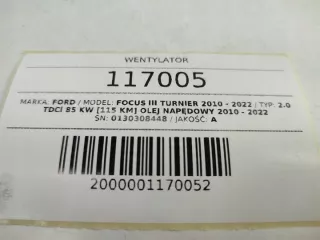 WENTYLATOR
117005
MARKA: FORD / MODEL: FOCUS III TURNIER 2010 - 2022 / TYP: 2.0
TDCI 85 KW [115 KM] OLEJ NAPĘDOWY 2010 - 2022
SN: 0130308448 / JAKOŚĆ: A
2000001170052